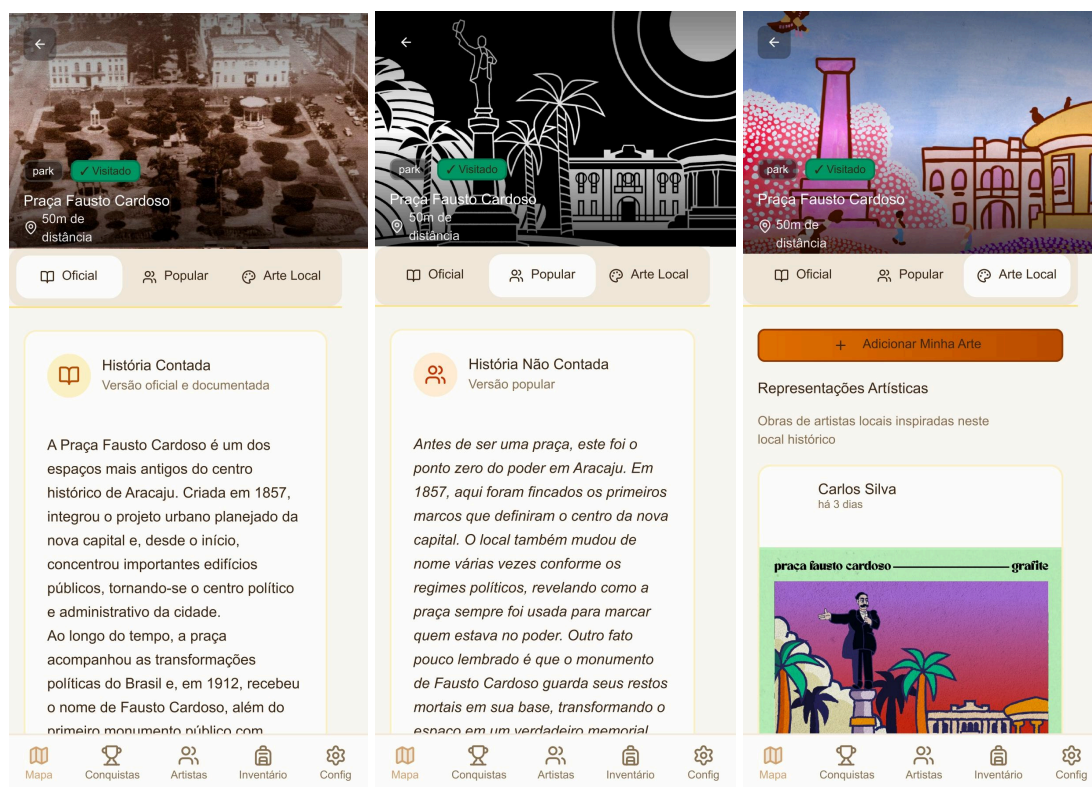 park
✓ Visitado
Praça Fausto Cardoso
50m de
distância
Oficial
Popular
Arte Local
História Contada
Versão oficial e documentada
A Praça Fausto Cardoso é um dos
espaços mais antigos do centro
histórico de Aracaju. Criada em 1857,
integrou o projeto urbano planejado da
nova capital e, desde o início,
concentrou importantes edifícios
públicos, tornando-se o centro político
e administrativo da cidade.
Ao longo do tempo, a praça
acompanhou as transformações
políticas do Brasil e, em 1912, recebeu
o nome de Fausto Cardoso, além do
primeiro monumento público com
Mapa
Conquistas
Artistas
Inventário
Config
park
✓ Visitado
Praça Fausto Cardoso
50m de
distância
Oficial
Popular
Arte Local
História Não Contada
Versão popular
Antes de ser uma praça, este foi o
ponto zero do poder em Aracaju. Em
1857, aqui foram fincados os primeiros
marcos que definiram o centro da nova
capital. O local também mudou de
nome várias vezes conforme os
regimes políticos, revelando como a
praça sempre foi usada para marcar
quem estava no poder. Outro fato
pouco lembrado é que o monumento
de Fausto Cardoso guarda seus restos
mortais em sua base, transformando o
espaço em um verdadeiro memorial
Mapa
Conquistas
Artistas
Inventário
Config
park
✓ Visitado
Praça Fausto Cardoso
50m de
distância
Oficial
Popular
Arte Local
+ Adicionar Minha Arte
Representações Artísticas
Obras de artistas locais inspiradas neste
local histórico
Carlos Silva
há 3 dias
praça fausto cardoso
grafite
Mapa
Conquistas
Artistas
Inventário
Config